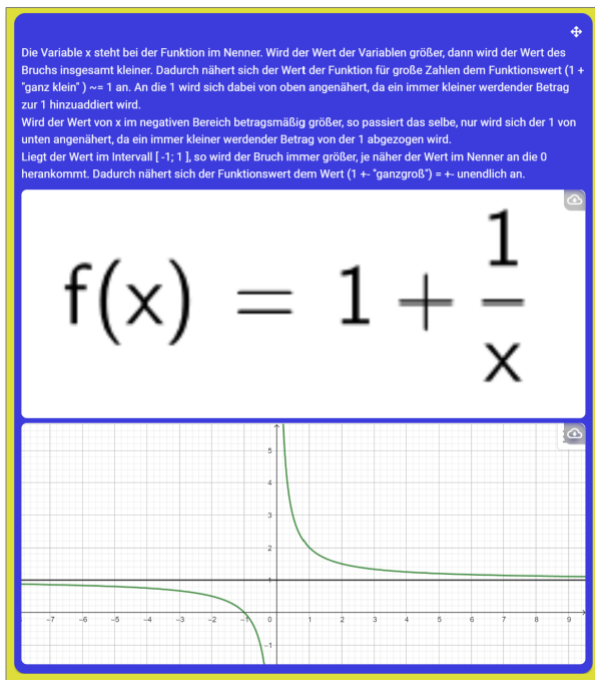 Die Variable x steht bei der Funktion im Nenner. Wird der Wert der Variablen größer, dann wird der Wert des
Bruchs insgesamt kleiner. Dadurch nähert sich der Wert der Funktion für große Zahlen dem Funktionswert (1 +
"ganz klein" ) ~= 1 an. An die 1 wird sich dabei von oben angenähert, da ein immer kleiner werdender Betrag
zur 1 hinzuaddiert wird.
Wird der Wert von x im negativen Bereich betragsmäßig größer, so passiert das selbe, nur wird sich der 1 von
unten angenähert, da ein immer kleiner werdender Betrag von der 1 abgezogen wird.
Liegt der Wert im Intervall [ -1; 1 ], so wird der Bruch immer größer, je näher der Wert im Nenner an die 0
herankommt. Dadurch nähert sich der Funktionswert dem Wert (1 +- "ganzgroß") = +- unendlich an.
f(x) = 1 + 1/x
5
4
3
2
1
-7 -6 -5 -4 -3 -2 -1 0 1 2 3 4 5 6 7 8 9
-1